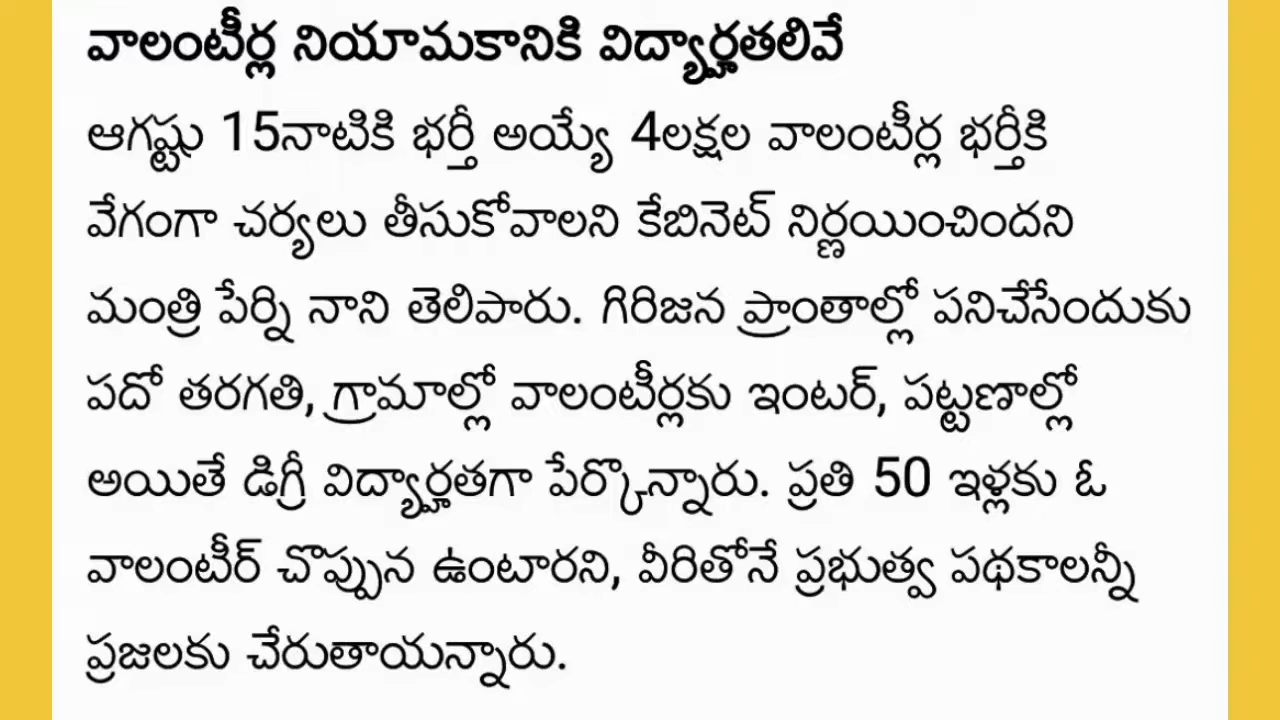 వాలంటీర్ల నియామకానికి విద్యార్హతలివే
ఆగష్టు 15నాటికి భర్తీ అయ్యే 4లక్షల వాలంటీర్ల భర్తీకి
వేగంగా చర్యలు తీసుకోవాలని కేబినెట్ నిర్ణయించిందని
మంత్రి పేర్ని నాని తెలిపారు. గిరిజన ప్రాంతాల్లో పనిచేసేందుకు
పదో తరగతి, గ్రామాల్లో వాలంటీర్లకు ఇంటర్, పట్టణాల్లో
అయితే డిగ్రీ విద్యార్హతగా పేర్కొన్నారు. ప్రతి 50 ఇళ్లకు ఓ
వాలంటీర్ చొప్పున ఉంటారని, వీరితోనే ప్రభుత్వ పథకాలన్నీ
ప్రజలకు చేరుతాయన్నారు.